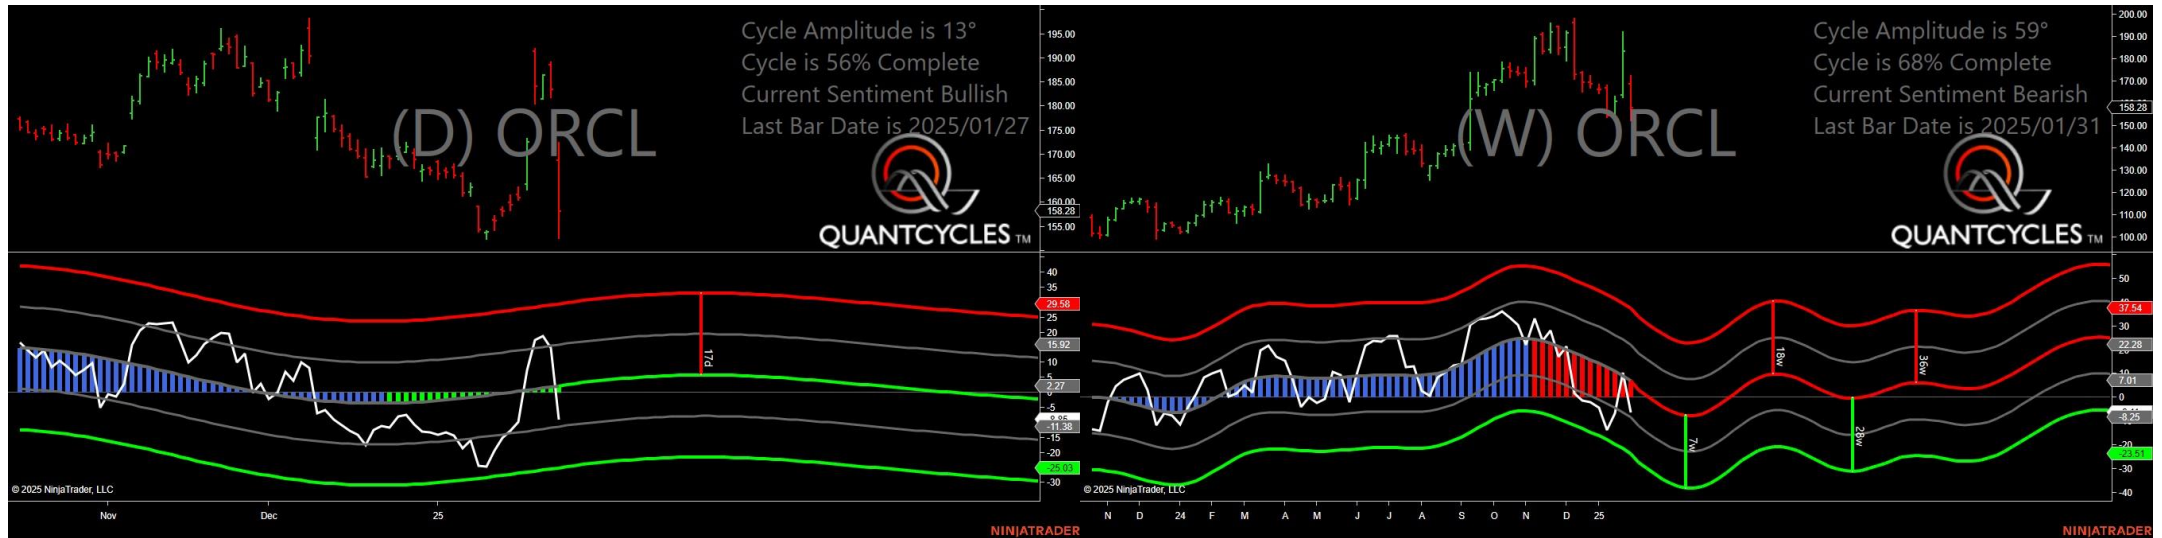 Cycle Amplitude is 13°
Cycle is 56% Complete
Current Sentiment Bullish
Last Bar Date is 2025/01/27
(D) ORCL
QUANTCYCLES TM
195.00
190.00
185.00
180.00
175.00
170.00
165.00
160.00
158.28
155.00
40
35
29.58
25
20
15.92
10
5
2.27
0
-5
-11.38
-15
-20
-25.03
-30
17d
© 2025 NinjaTrader, LLC
Nov
Dec
25
NINJATRADER
Cycle Amplitude is 59°
Cycle is 68% Complete
Current Sentiment Bearish
Last Bar Date is 2025/01/31
(W) ORCL
QUANTCYCLES TM
200.00
190.00
180.00
170.00
158.28
150.00
140.00
130.00
120.00
110.00
100.00
50
37.54
30
22.28
10
7.01
0
-8.25
-20
-23.51
-30
-40
7w
18w
28w
36w
© 2025 NinjaTrader, LLC
N D 24 F M A M J J A S O N D 25
NINJATRADER